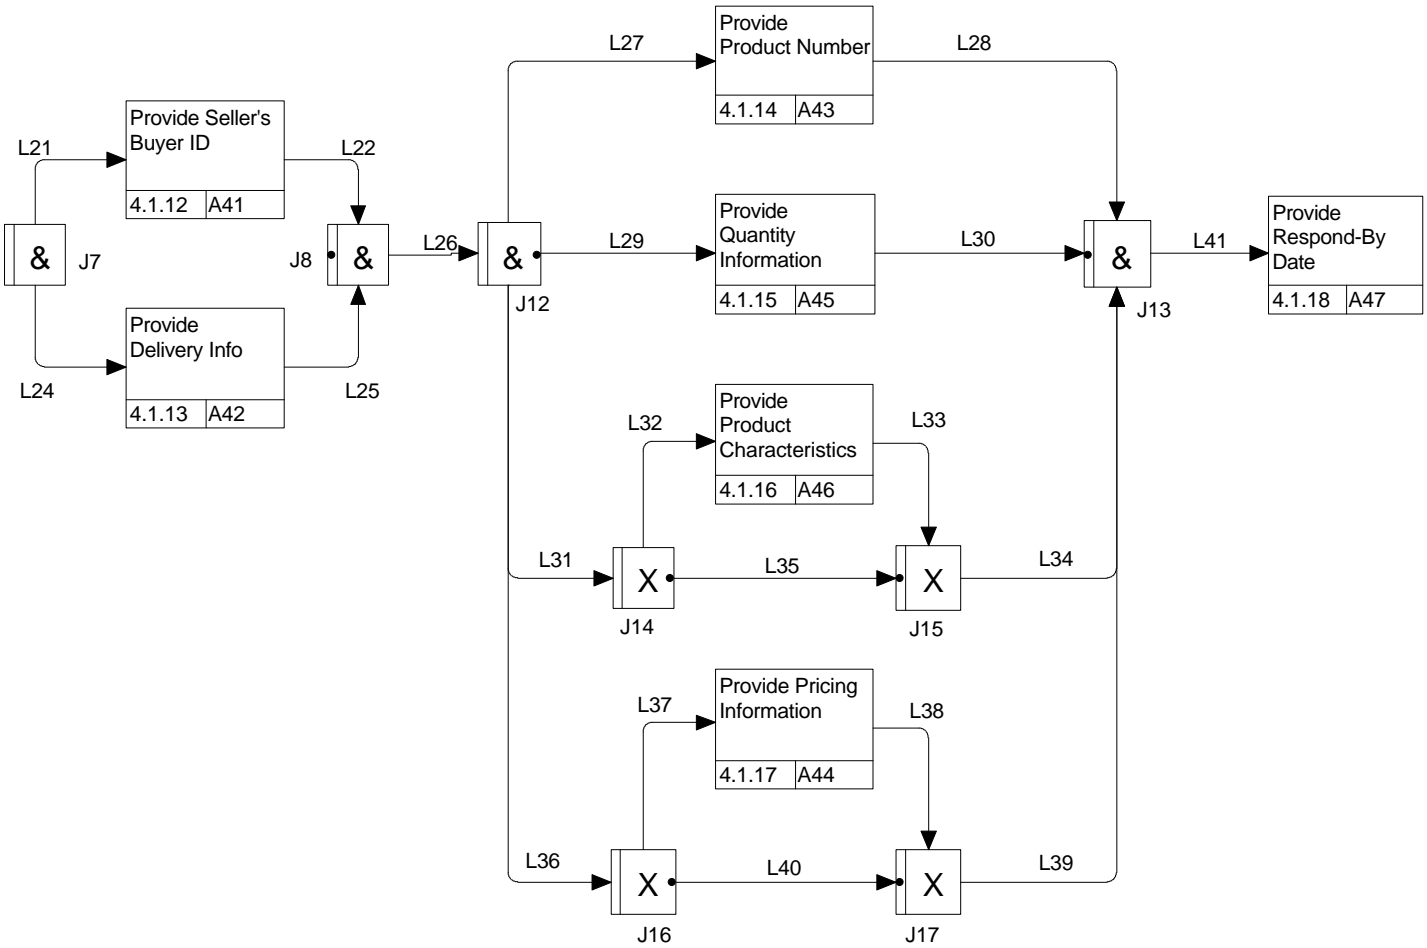 Provide
Product Number
4.1.14 A43
L27
L28
Provide Seller's
Buyer ID
4.1.12 A41
L21
L22
&
J7
Provide
Delivery Info
4.1.13 A42
L24
L25
J8
&
L26
&
J12
L29
Provide
Quantity
Information
4.1.15 A45
L30
&
J13
L41
Provide
Respond-By
Date
4.1.18 A47
L32
Provide
Product
Characteristics
4.1.16 A46
L33
L31
X
J14
L35
X
J15
L34
L37
Provide Pricing
Information
4.1.17 A44
L38
L36
X
J16
L40
X
J17
L39